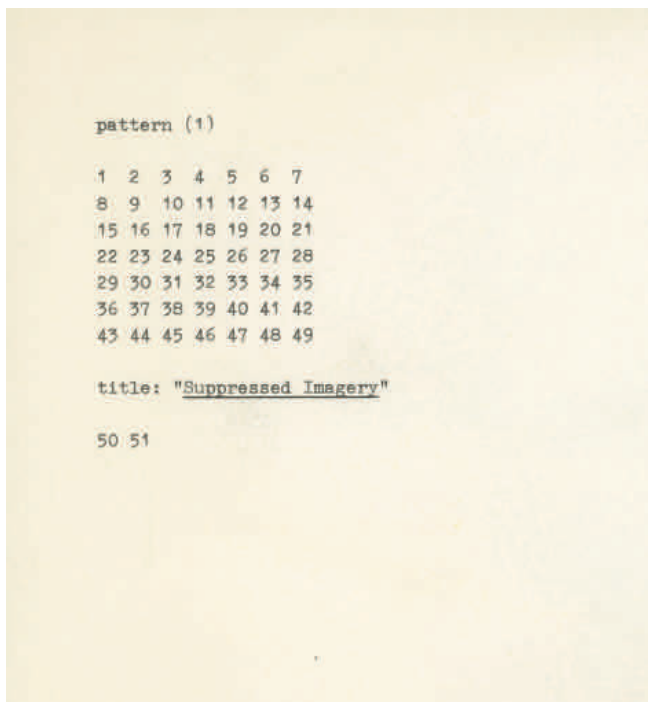 pattern (1)
1 2 3 4 5 6 7
8 9 10 11 12 13 14
15 16 17 18 19 20 21
22 23 24 25 26 27 28
29 30 31 32 33 34 35
36 37 38 39 40 41 42
43 44 45 46 47 48 49
title: "Suppressed Imagery"
50 51